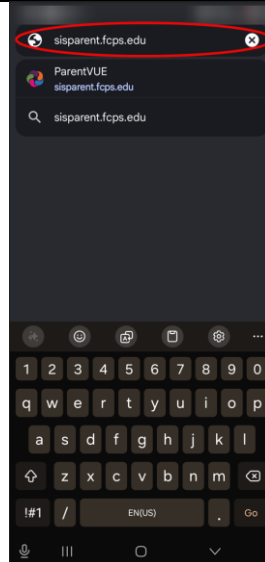 sisparent.fcps.edu
ParentVUE
sisparent.fcps.edu
sisparent.fcps.edu
1 2 3 4 5 6 7 8 9 0
q w e r t y u i o p
a s d f g h j k l
z x c v b n m
!#1 / EN(US) . Go